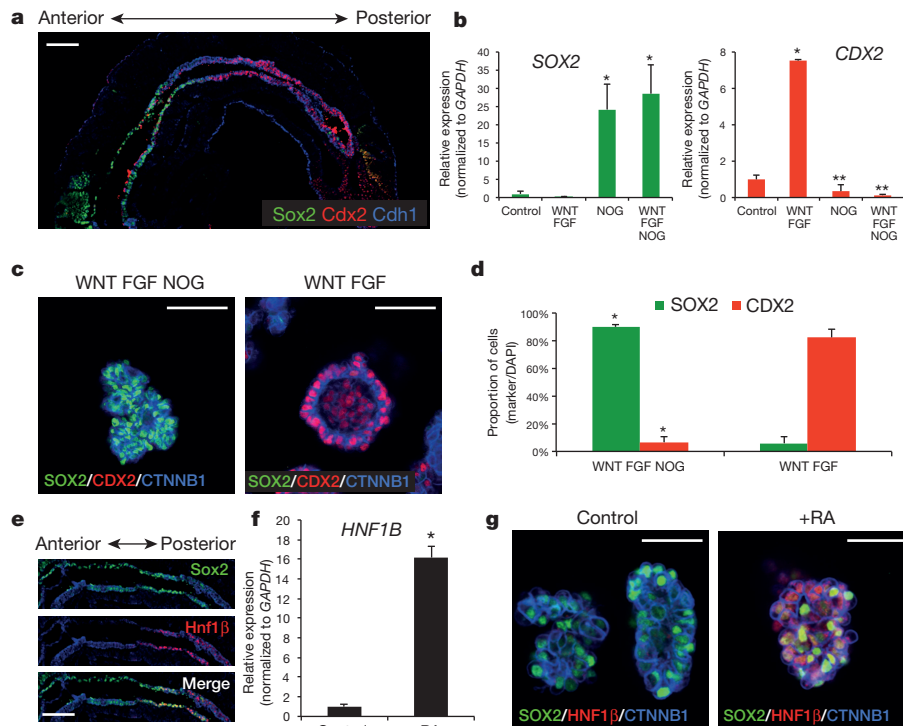 a
Anterior
Posterior
Sox2 Cdx2 Cdh1
b
Relative expression
(normalized to GAPDH)
40
35
30
25
20
15
10
5
0
SOX2
*
*
Control
WNT
FGF
NOG
WNT
FGF
NOG
Relative expression
(normalized to GAPDH)
8
6
4
2
0
CDX2
*
**
**
Control
WNT
FGF
NOG
WNT
FGF
NOG
c
WNT FGF NOG
SOX2/CDX2/CTNNB1
WNT FGF
SOX2/CDX2/CTNNB1
d
SOX2 CDX2
Proportion of cells
(marker/DAPI)
100%
80%
60%
40%
20%
0%
*
*
WNT FGF NOG
WNT FGF
e
Anterior
Posterior
Sox2
Hnf1β
Merge
f
HNF1B
Relative expression
(normalized to GAPDH)
20
18
16
14
12
10
8
6
4
2
0
*
g
Control
SOX2/HNF1β/CTNNB1
+RA
SOX2/HNF1β/CTNNB1